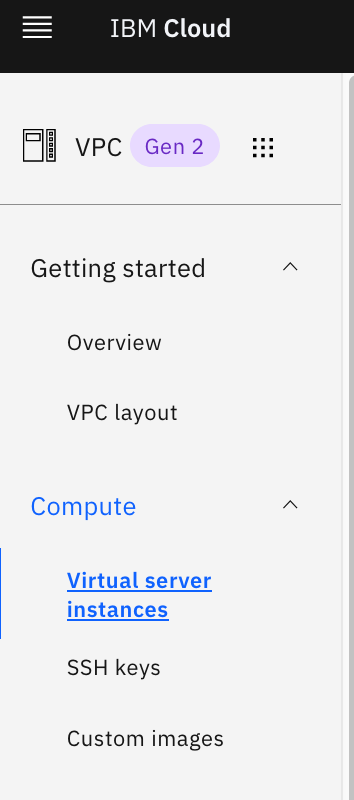 IBM Cloud
VPC Gen 2
Getting started
Overview
VPC layout
Compute
Virtual server
instances
SSH keys
Custom images